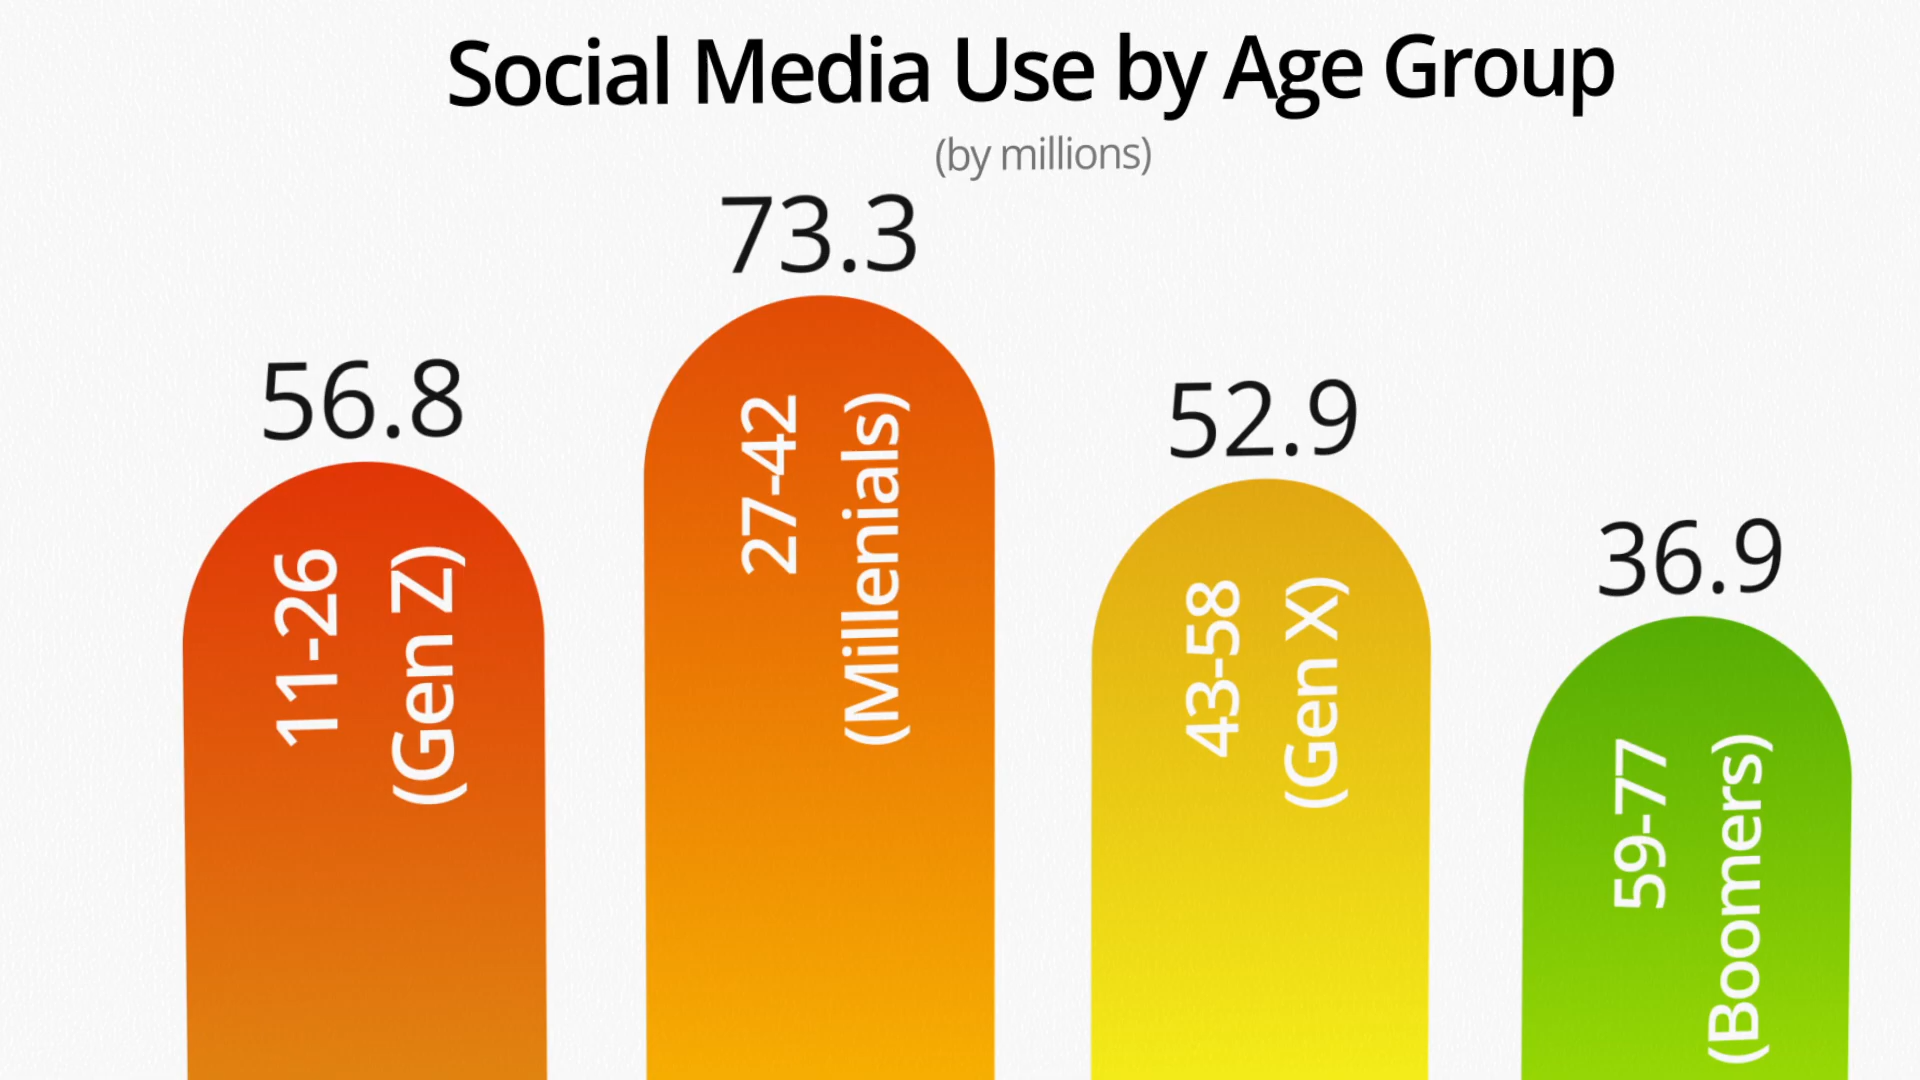 Social Media Use by Age Group
(by millions)
56.8
11-26
(Gen Z)
73.3
27-42
(Millenials)
52.9
43-58
(Gen X)
36.9
59-77
(Boomers)